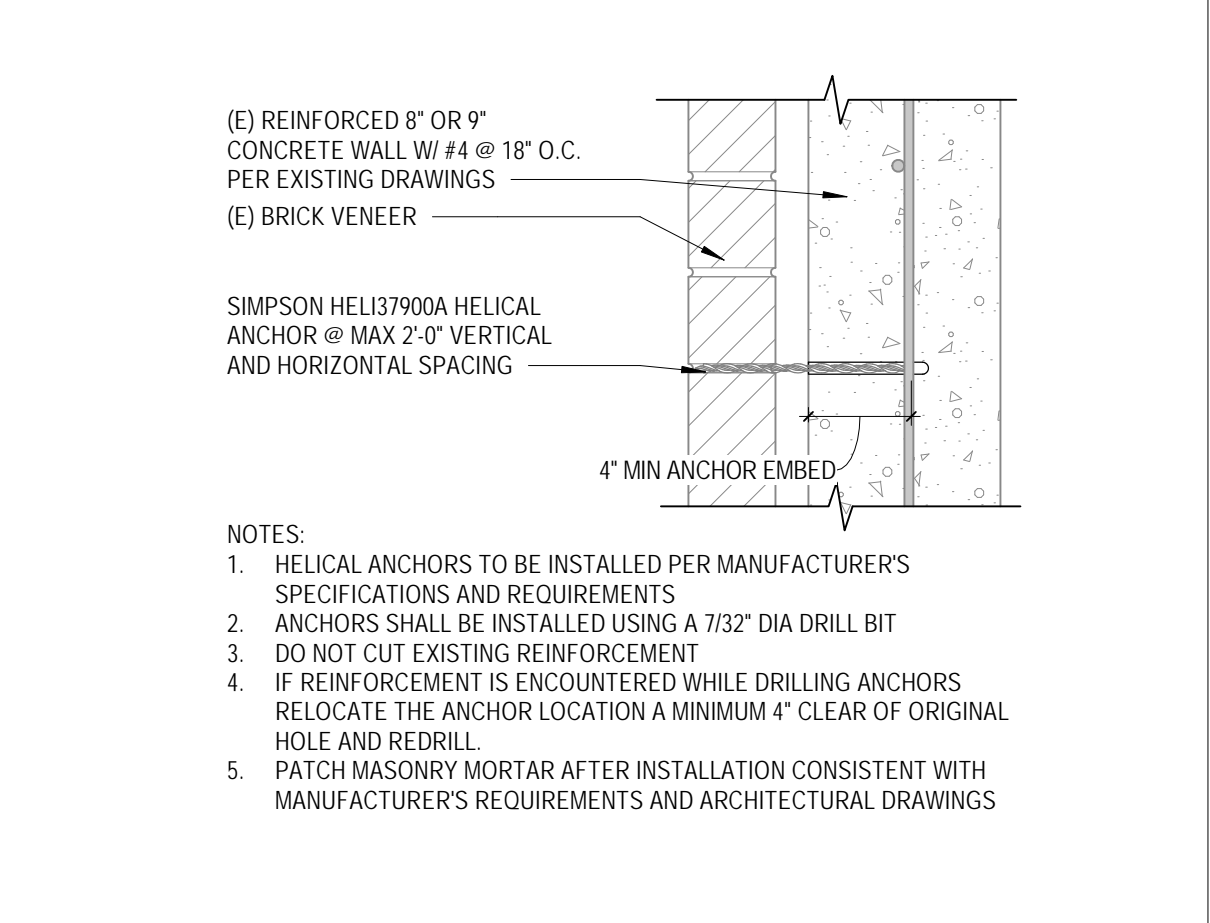 (E) REINFORCED 8" OR 9"
CONCRETE WALL W/ #4 @ 18" O.C.
PER EXISTING DRAWINGS
(E) BRICK VENEER
SIMPSON HELI37900A HELICAL
ANCHOR @ MAX 2'-0" VERTICAL
AND HORIZONTAL SPACING
4" MIN ANCHOR EMBED
NOTES:
1. HELICAL ANCHORS TO BE INSTALLED PER MANUFACTURER'S
SPECIFICATIONS AND REQUIREMENTS
2. ANCHORS SHALL BE INSTALLED USING A 7/32" DIA DRILL BIT
3. DO NOT CUT EXISTING REINFORCEMENT
4. IF REINFORCEMENT IS ENCOUNTERED WHILE DRILLING ANCHORS
RELOCATE THE ANCHOR LOCATION A MINIMUM 4" CLEAR OF ORIGINAL
HOLE AND REDRILL.
5. PATCH MASONRY MORTAR AFTER INSTALLATION CONSISTENT WITH
MANUFACTURER'S REQUIREMENTS AND ARCHITECTURAL DRAWINGS